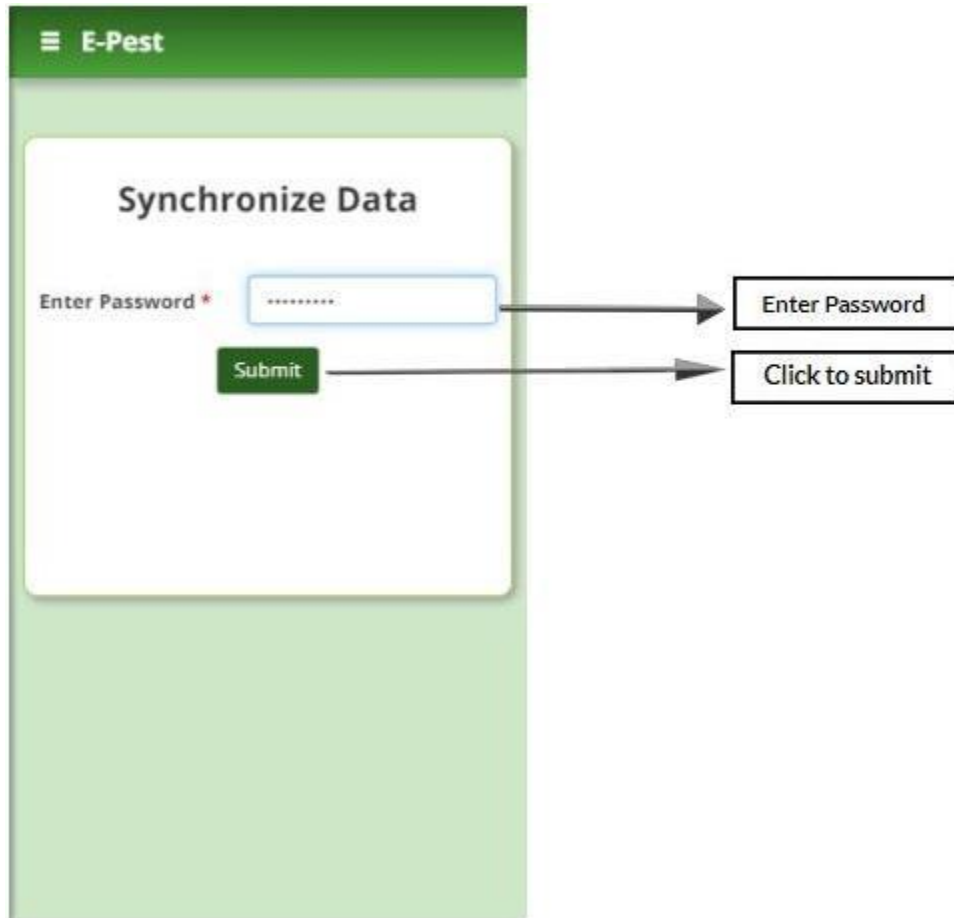 E-Pest
Synchronize Data
Enter Password *
Enter Password
Submit
Click to submit